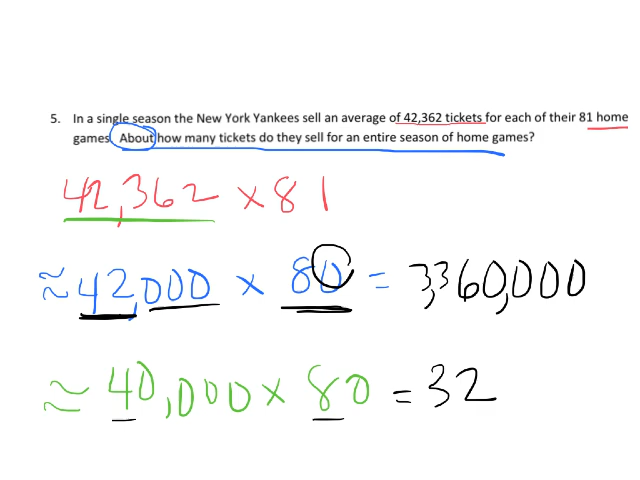 5. In a single season the New York Yankees sell an average of 42,362 tickets for each of their 81 home
games. About how many tickets do they sell for an entire season of home games?
42,362 × 81
≈ 42,000 × 80 = 3,360,000
≈ 40,000 × 80 = 32